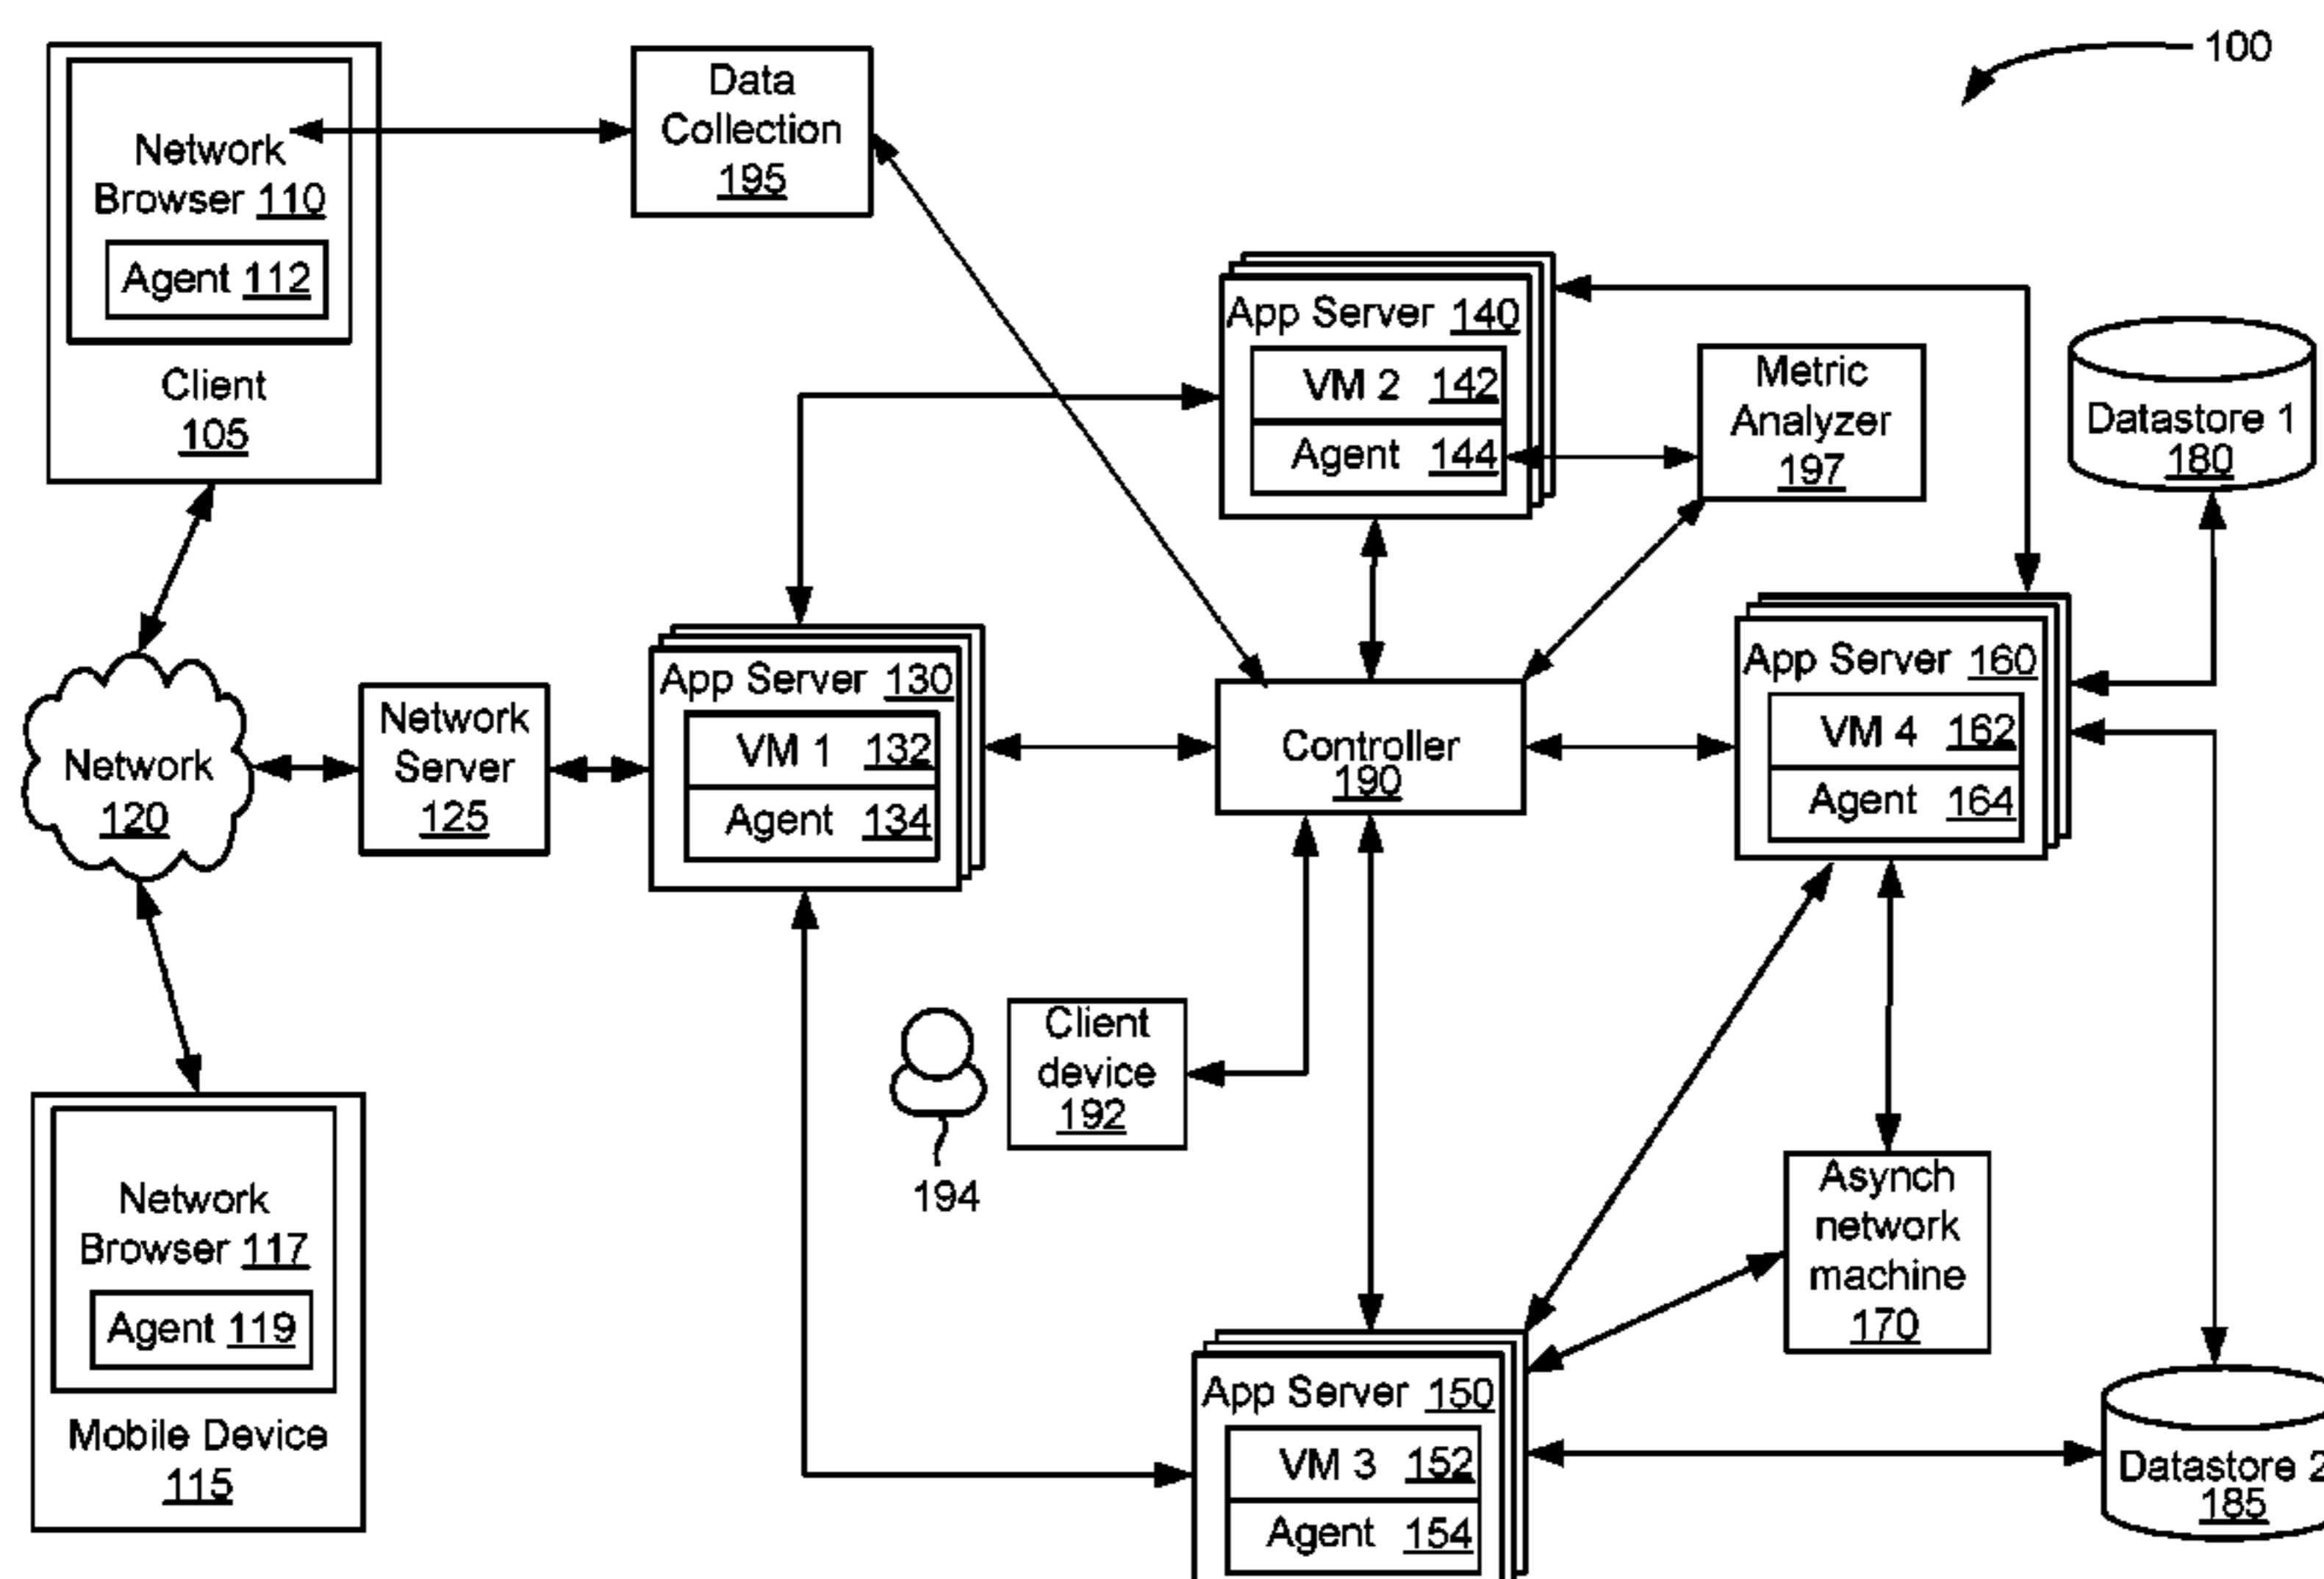 100
Data
Collection
195
Network
Browser 110
Agent 112
Client
105
App Server 140
VM 2 142
Agent 144
Metric
Analyzer
197
Datastore 1
180
Network
120
Network
Server
125
App Server 130
VM 1 132
Agent 134
Controller
190
App Server 160
VM 4 162
Agent 164
194
Client
device
192
Asynch
network
machine
170
Network
Browser 117
Agent 119
Mobile Device
115
App Server 150
VM 3 152
Agent 154
Datastore 2
185